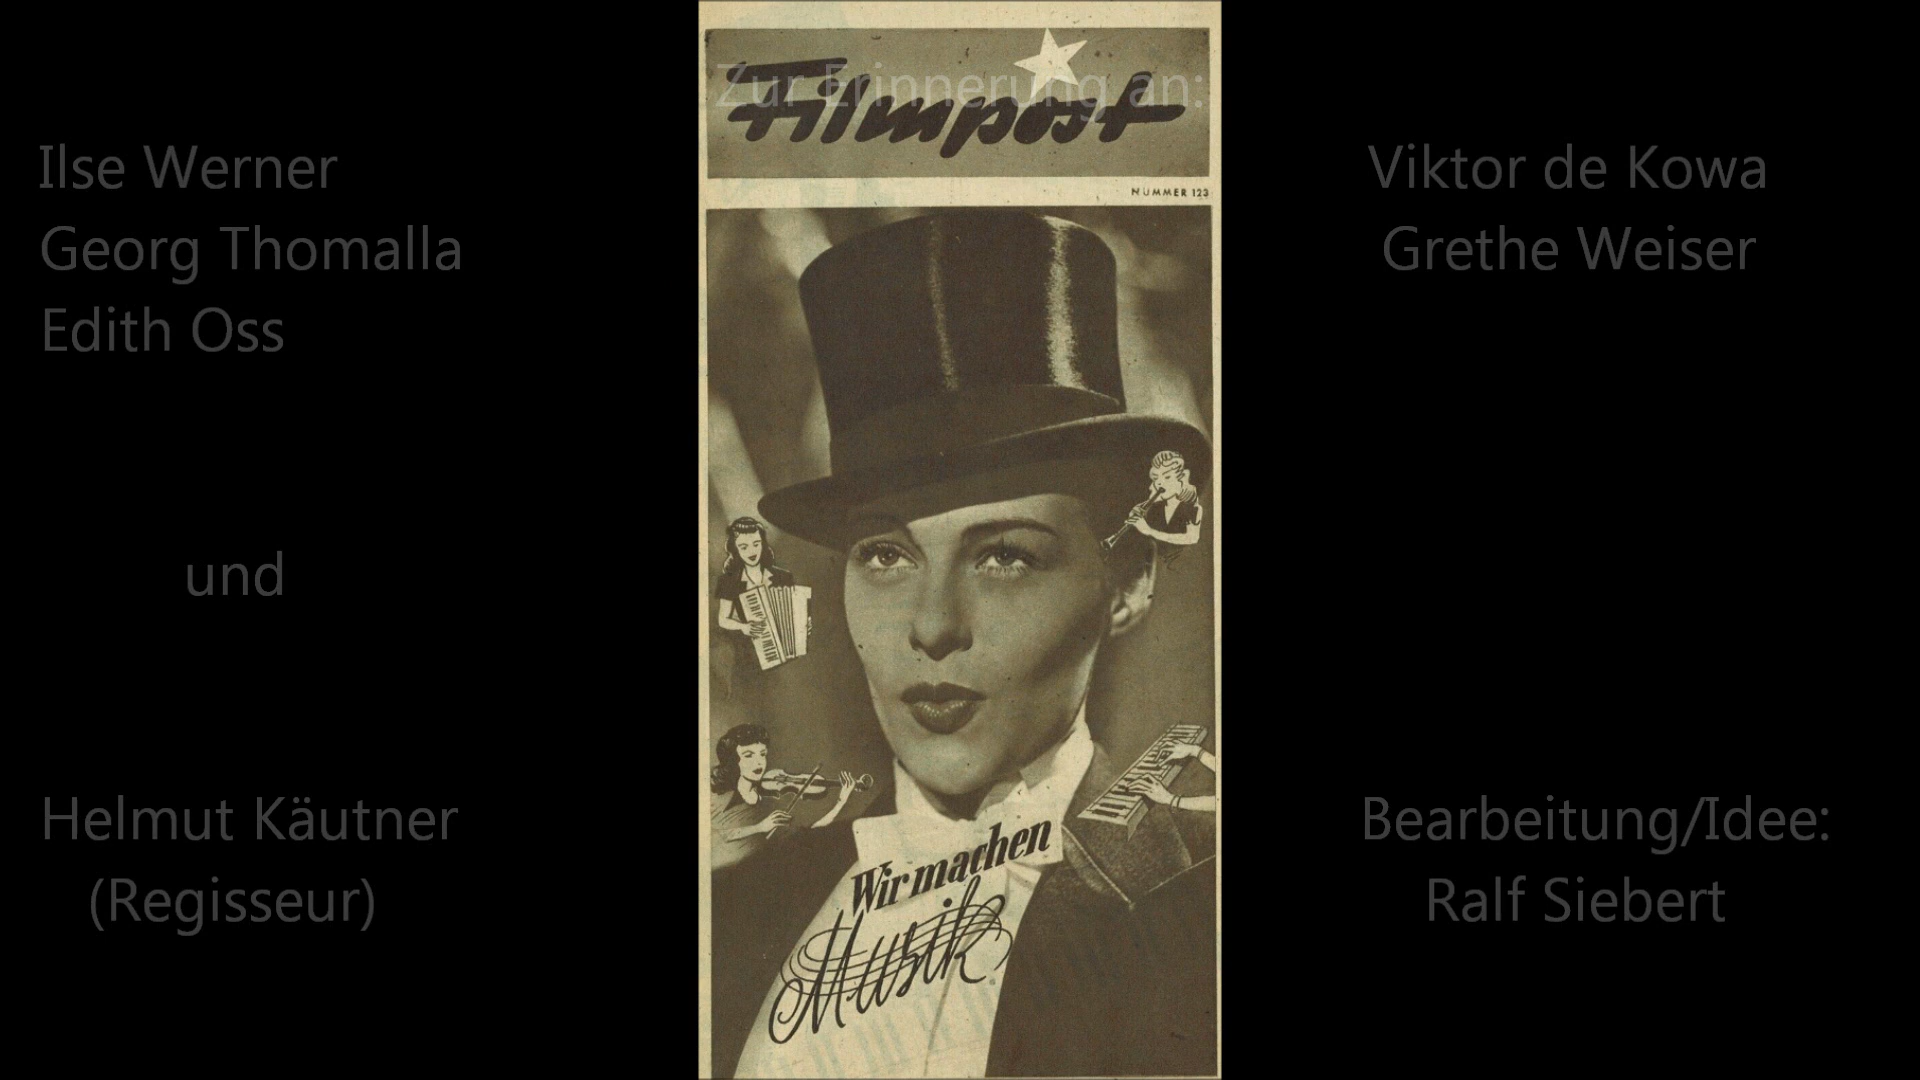 Zur Erinnerung an:
Filmpost
NUMMER 123
Ilse Werner
Georg Thomalla
Edith Oss
Viktor de Kowa
Grethe Weiser
und
Helmut Käutner
(Regisseur)
Bearbeitung/Idee:
Ralf Siebert
Wir machen
Musik